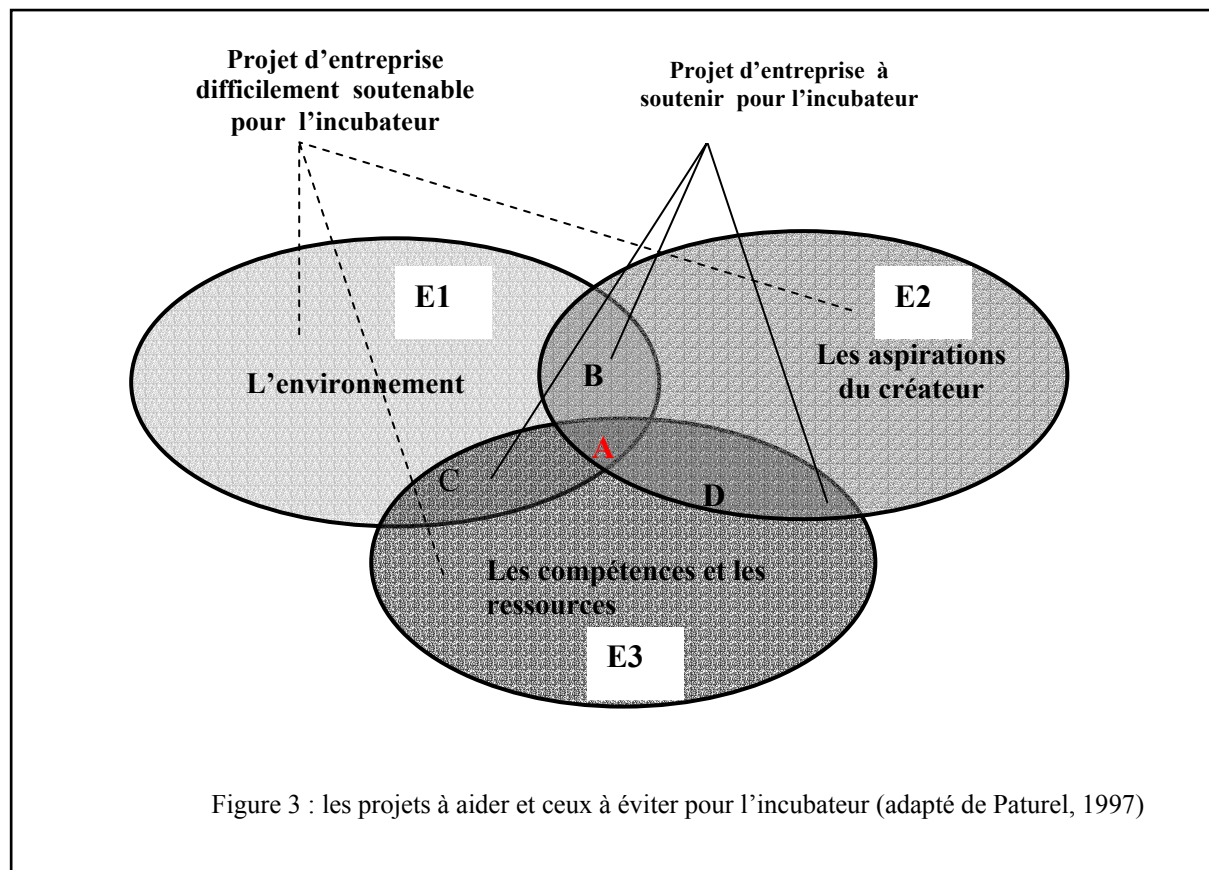 Projet d’entreprise
difficilement soutenable
pour l’incubateur
Projet d’entreprise à
soutenir pour l’incubateur
E1
E2
L’environnement
B
Les aspirations
du créateur
A
C
D
Les compétences et les
ressources
E3
Figure 3 : les projets à aider et ceux à éviter pour l’incubateur (adapté de Paturel, 1997)